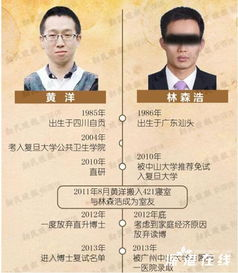 黄洋
林森浩
1985年
出生于四川自贡
1986年
出生于广东汕头
2004年
考入复旦大学公共卫生学院
2010年
直研
2010年
被中山大学推荐免试
入复旦大学
2011年8月黄洋搬入421寝室
与林森浩成为室友
2012年
一度放弃直升博士
2012年底
考虑到家庭经济原因
放弃读博
2013年
进入博士复试名单
2013年
被广州中山大学
一医院录取
在线